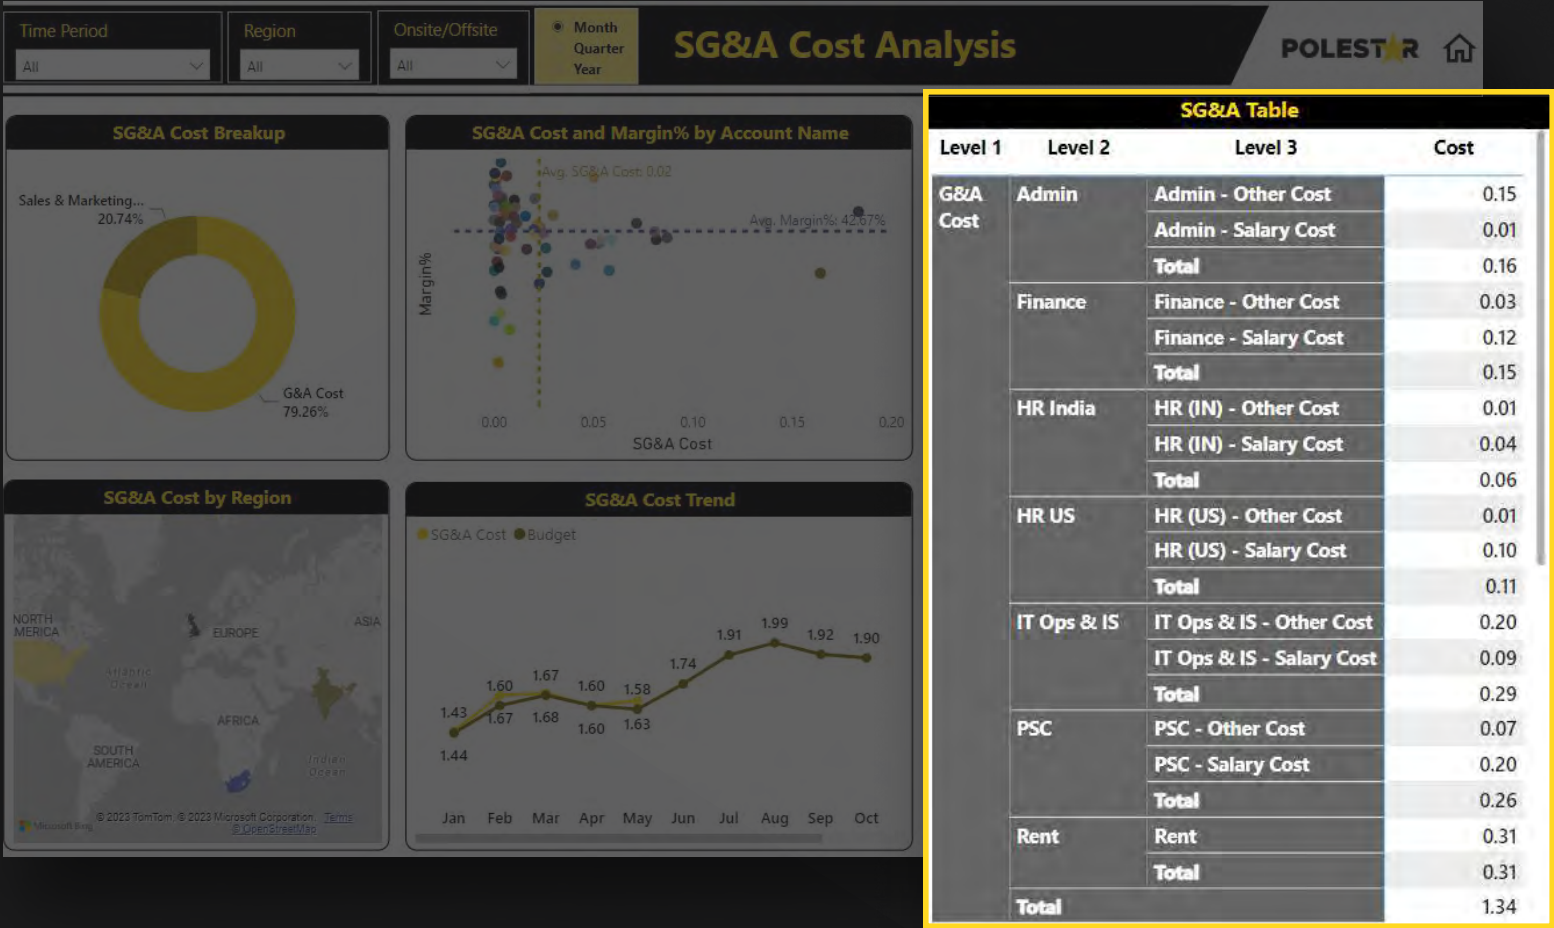 Time Period
All
Region
All
Onsite/Offsite
All
Month
Quarter
Year
SG&A Cost Analysis
POLESTAR
SG&A Cost Breakup
Sales & Marketing...
20.74%
G&A Cost
79.26%
SG&A Cost and Margin% by Account Name
Avg. SG&A Cost: 0.02
Avg. Margin%: 42.67%
Margin%
0.00 0.05 0.10 0.15 0.20
SG&A Cost
SG&A Cost by Region
NORTH
MERICA
EUROPE
ASIA
Atlantic
Ocean
AFRICA
SOUTH
AMERICA
Indian
Ocean
Microsoft Bing
© 2023 TomTom, © 2023 Microsoft Corporation Terms
© OpenStreetMap
SG&A Cost Trend
SG&A Cost Budget
1.43 1.60 1.67 1.60 1.58 1.74 1.91 1.99 1.92 1.90
1.44 1.67 1.68 1.60 1.63
Jan Feb Mar Apr May Jun Jul Aug Sep Oct
SG&A Table
Level 1 Level 2 Level 3 Cost
G&A Admin Admin - Other Cost 0.15
Cost Admin - Salary Cost 0.01
Total 0.16
Finance Finance - Other Cost 0.03
Finance - Salary Cost 0.12
Total 0.15
HR India HR (IN) - Other Cost 0.01
HR (IN) - Salary Cost 0.04
Total 0.06
HR US HR (US) - Other Cost 0.01
HR (US) - Salary Cost 0.10
Total 0.11
IT Ops & IS IT Ops & IS - Other Cost 0.20
IT Ops & IS - Salary Cost 0.09
Total 0.29
PSC PSC - Other Cost 0.07
PSC - Salary Cost 0.20
Total 0.26
Rent Rent 0.31
Total 0.31
Total 1.34